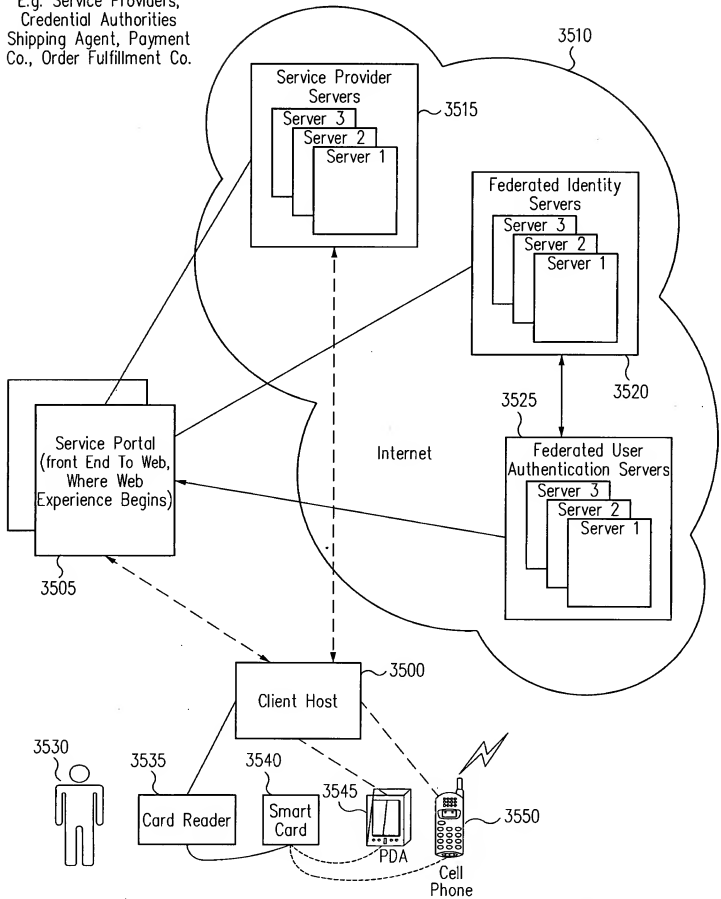 E.g. Service Providers,
Credential Authorities
Shipping Agent, Payment
Co., Order Fulfillment Co.
3510
Service Provider
Servers
3515
Server 3
Server 2
Server 1
Federated Identity
Servers
Server 3
Server 2
Server 1
3520
3525
Internet
Federated User
Authentication Servers
Server 3
Server 2
Server 1
Service Portal
(front End To Web,
Where Web
Experience Begins)
3505
3500
Client Host
3530
3535
Card Reader
3540
Smart
Card
3545
PDA
3550
Cell
Phone